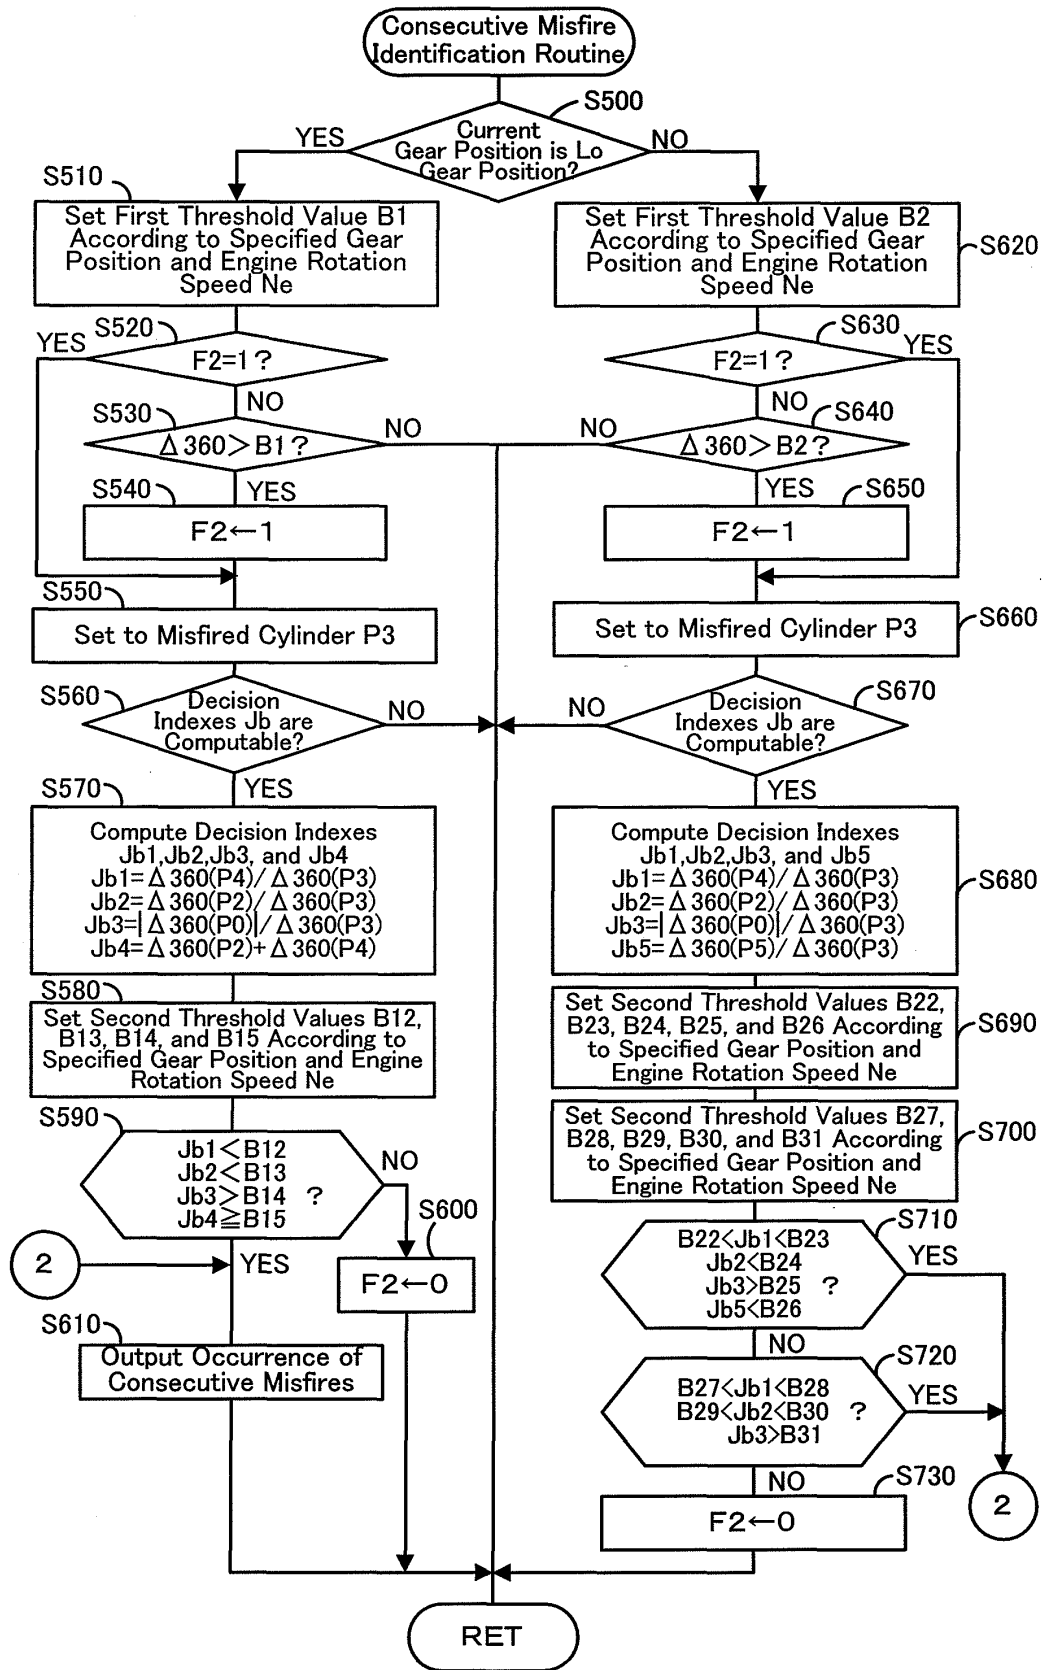 Consecutive Misfire
Identification Routine
S500
YES
Current
Gear Position is Lo
Gear Position?
NO
S510
Set First Threshold Value B1
According to Specified Gear
Position and Engine Rotation
Speed Ne
Set First Threshold Value B2
According to Specified Gear
Position and Engine Rotation
Speed Ne
S620
S520
YES
F2=1?
NO
S630
F2=1?
YES
NO
S530
Δ360>B1?
NO
YES
S640
NO
Δ360>B2?
YES
S540
F2←1
S650
F2←1
S550
Set to Misfired Cylinder P3
Set to Misfired Cylinder P3
S660
S560
Decision
Indexes Jb are
Computable?
NO
YES
S670
NO
Decision
Indexes Jb are
Computable?
YES
S570
Compute Decision Indexes
Jb1,Jb2,Jb3, and Jb4
Jb1=Δ360(P4)/Δ360(P3)
Jb2=Δ360(P2)/Δ360(P3)
Jb3=|Δ360(P0)|/Δ360(P3)
Jb4=Δ360(P2)+Δ360(P4)
Compute Decision Indexes
Jb1,Jb2,Jb3, and Jb5
Jb1=Δ360(P4)/Δ360(P3)
Jb2=Δ360(P2)/Δ360(P3)
Jb3=|Δ360(P0)|/Δ360(P3)
Jb5=Δ360(P5)/Δ360(P3)
S680
S580
Set Second Threshold Values B12,
B13, B14, and B15 According to
Specified Gear Position and Engine
Rotation Speed Ne
Set Second Threshold Values B22,
B23, B24, B25, and B26 According
to Specified Gear Position and
Engine Rotation Speed Ne
S690
S590
Jb1<B12
Jb2<B13
Jb3>B14 ?
Jb4≧B15
NO
YES
Set Second Threshold Values B27,
B28, B29, B30, and B31 According
to Specified Gear Position and
Engine Rotation Speed Ne
S700
S600
F2←0
2
S610
Output Occurrence of
Consecutive Misfires
S710
B22<Jb1<B23
Jb2<B24
Jb3>B25 ?
Jb5<B26
YES
NO
S720
B27<Jb1<B28
B29<Jb2<B30 ?
Jb3>B31
YES
NO
S730
F2←0
2
RET